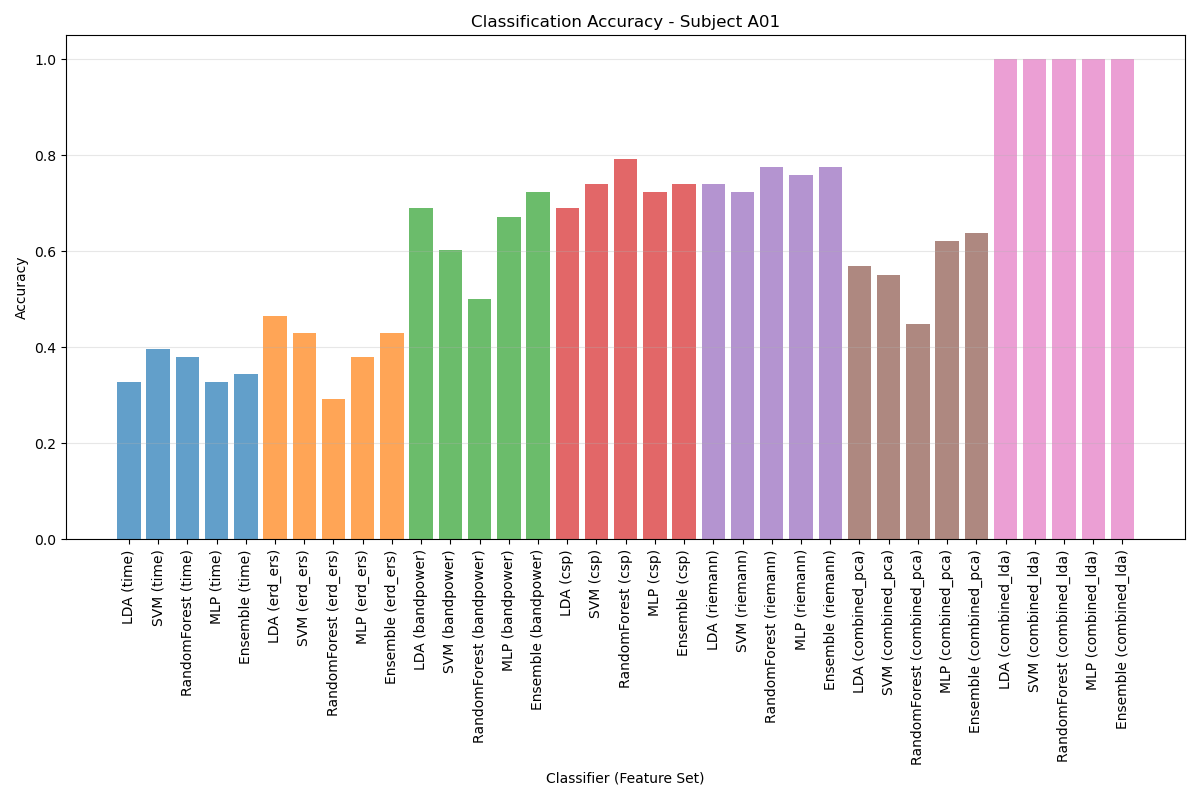 Classification Accuracy - Subject A01
Accuracy
1.0
0.8
0.6
0.4
0.2
0.0
LDA (time)
SVM (time)
RandomForest (time)
MLP (time)
Ensemble (time)
LDA (erd_ers)
SVM (erd_ers)
RandomForest (erd_ers)
MLP (erd_ers)
Ensemble (erd_ers)
LDA (bandpower)
SVM (bandpower)
RandomForest (bandpower)
MLP (bandpower)
Ensemble (bandpower)
LDA (csp)
SVM (csp)
RandomForest (csp)
MLP (csp)
Ensemble (csp)
LDA (riemann)
SVM (riemann)
RandomForest (riemann)
MLP (riemann)
Ensemble (riemann)
LDA (combined_pca)
SVM (combined_pca)
RandomForest (combined_pca)
MLP (combined_pca)
Ensemble (combined_pca)
LDA (combined_lda)
SVM (combined_lda)
RandomForest (combined_lda)
MLP (combined_lda)
Ensemble (combined_lda)
Classifier (Feature Set)